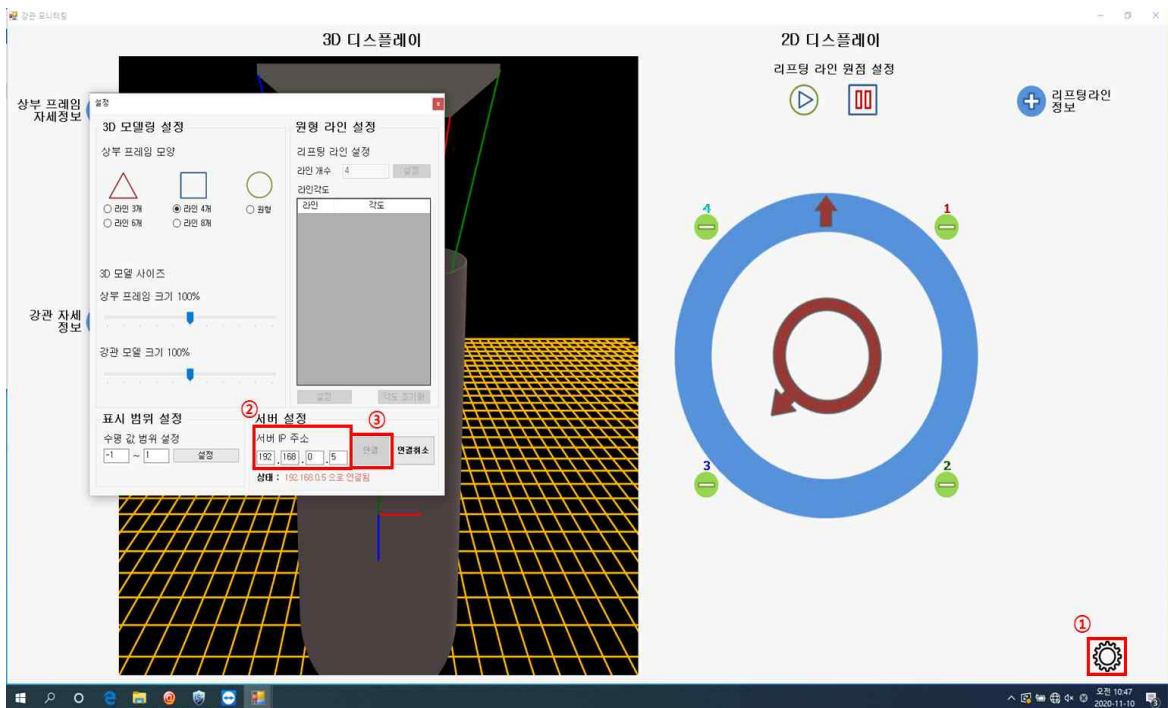 강관 모니터링
3D 디스플레이
2D 디스플레이
리프팅 라인 원점 설정
상부 프레임
자세정보
리프팅라인
정보
강관 자세
정보
설정
3D 모델링 설정
상부 프레임 모양
라인 3개
라인 4개
원형
라인 6개
라인 8개
3D 모델 사이즈
상부 프레임 크기 100%
강관 모델 크기 100%
원형 라인 설정
리프팅 라인 설정
라인 개수 4 설정
라인각도
라인 각도
설정 각도 초기화
표시 범위 설정
수평 값 범위 설정
-1 ~ 1 설정
②
서버 설정
③
서버 IP 주소
192 . 168 . 0 . 5 연결 연결취소
상태 : 192.168.0.5 으로 연결됨
4
1
3
2
①
오전 10:47
2020-11-10
3